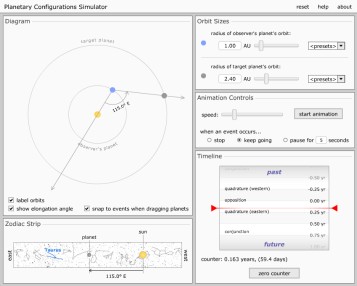 Planetary Configurations Simulator
reset help about
Diagram
target planet
observer's planet
115.0° E
label orbits
show elongation angle
snap to events when dragging planets
Zodiac Strip
planet
sun
east
west
Taurus
115.0° E
Orbit Sizes
radius of observer's planet's orbit:
1.00 AU <presets>
radius of target planet's orbit:
2.40 AU <presets>
Animation Controls
speed:
start animation
when an event occurs...
stop
keep going
pause for 5 seconds
Timeline
past
0.50 yr
quadrature (western)
0.25 yr
opposition
0.00 yr
quadrature (eastern)
0.25 yr
0.50 yr
conjunction
0.75 yr
future
counter: 0.163 years, (59.4 days)
zero counter